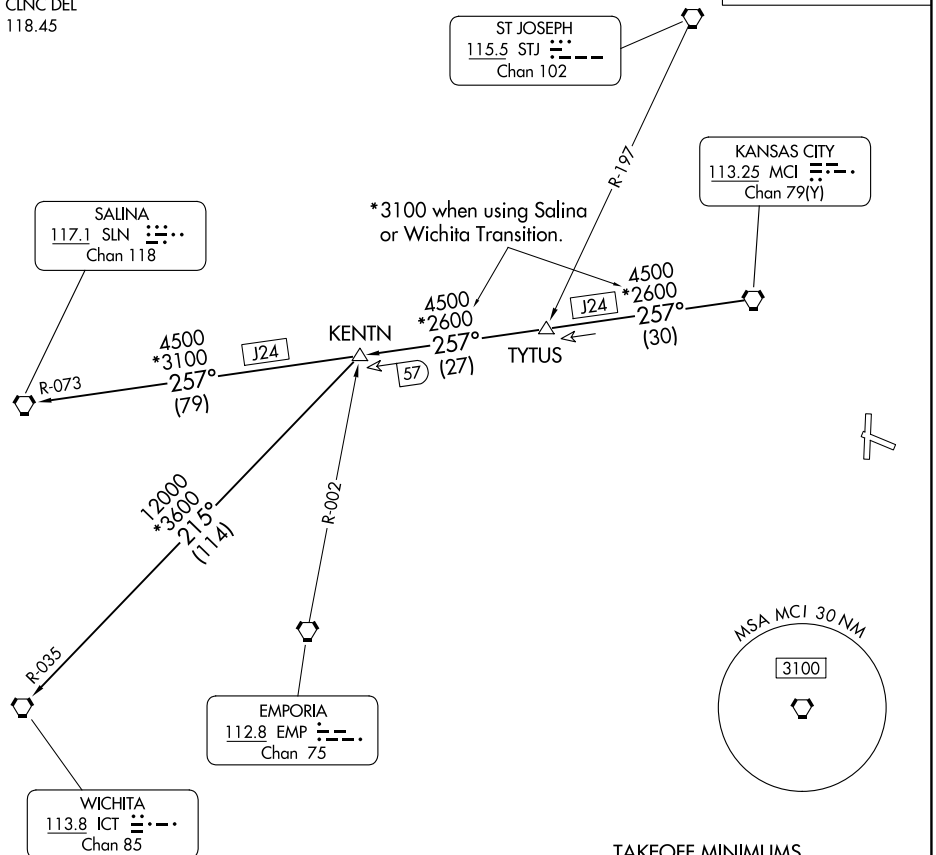 CLNC DEL
118.45
ST JOSEPH
115.5 STJ
Chan 102
R-197
KANSAS CITY
113.25 MCI
Chan 79(Y)
SALINA
117.1 SLN
Chan 118
*3100 when using Salina
or Wichita Transition.
4500
*2600
J24
257°
(30)
TYTUS
4500
*2600
257°
(27)
57
KENTN
4500
*3100
J24
257°
(79)
R-073
12000
*3600
215°
(114)
R-002
R-035
EMPORIA
112.8 EMP
Chan 75
WICHITA
113.8 ICT
Chan 85
MSA MCI 30 NM
3100
TAKEOFF MINIMUMS